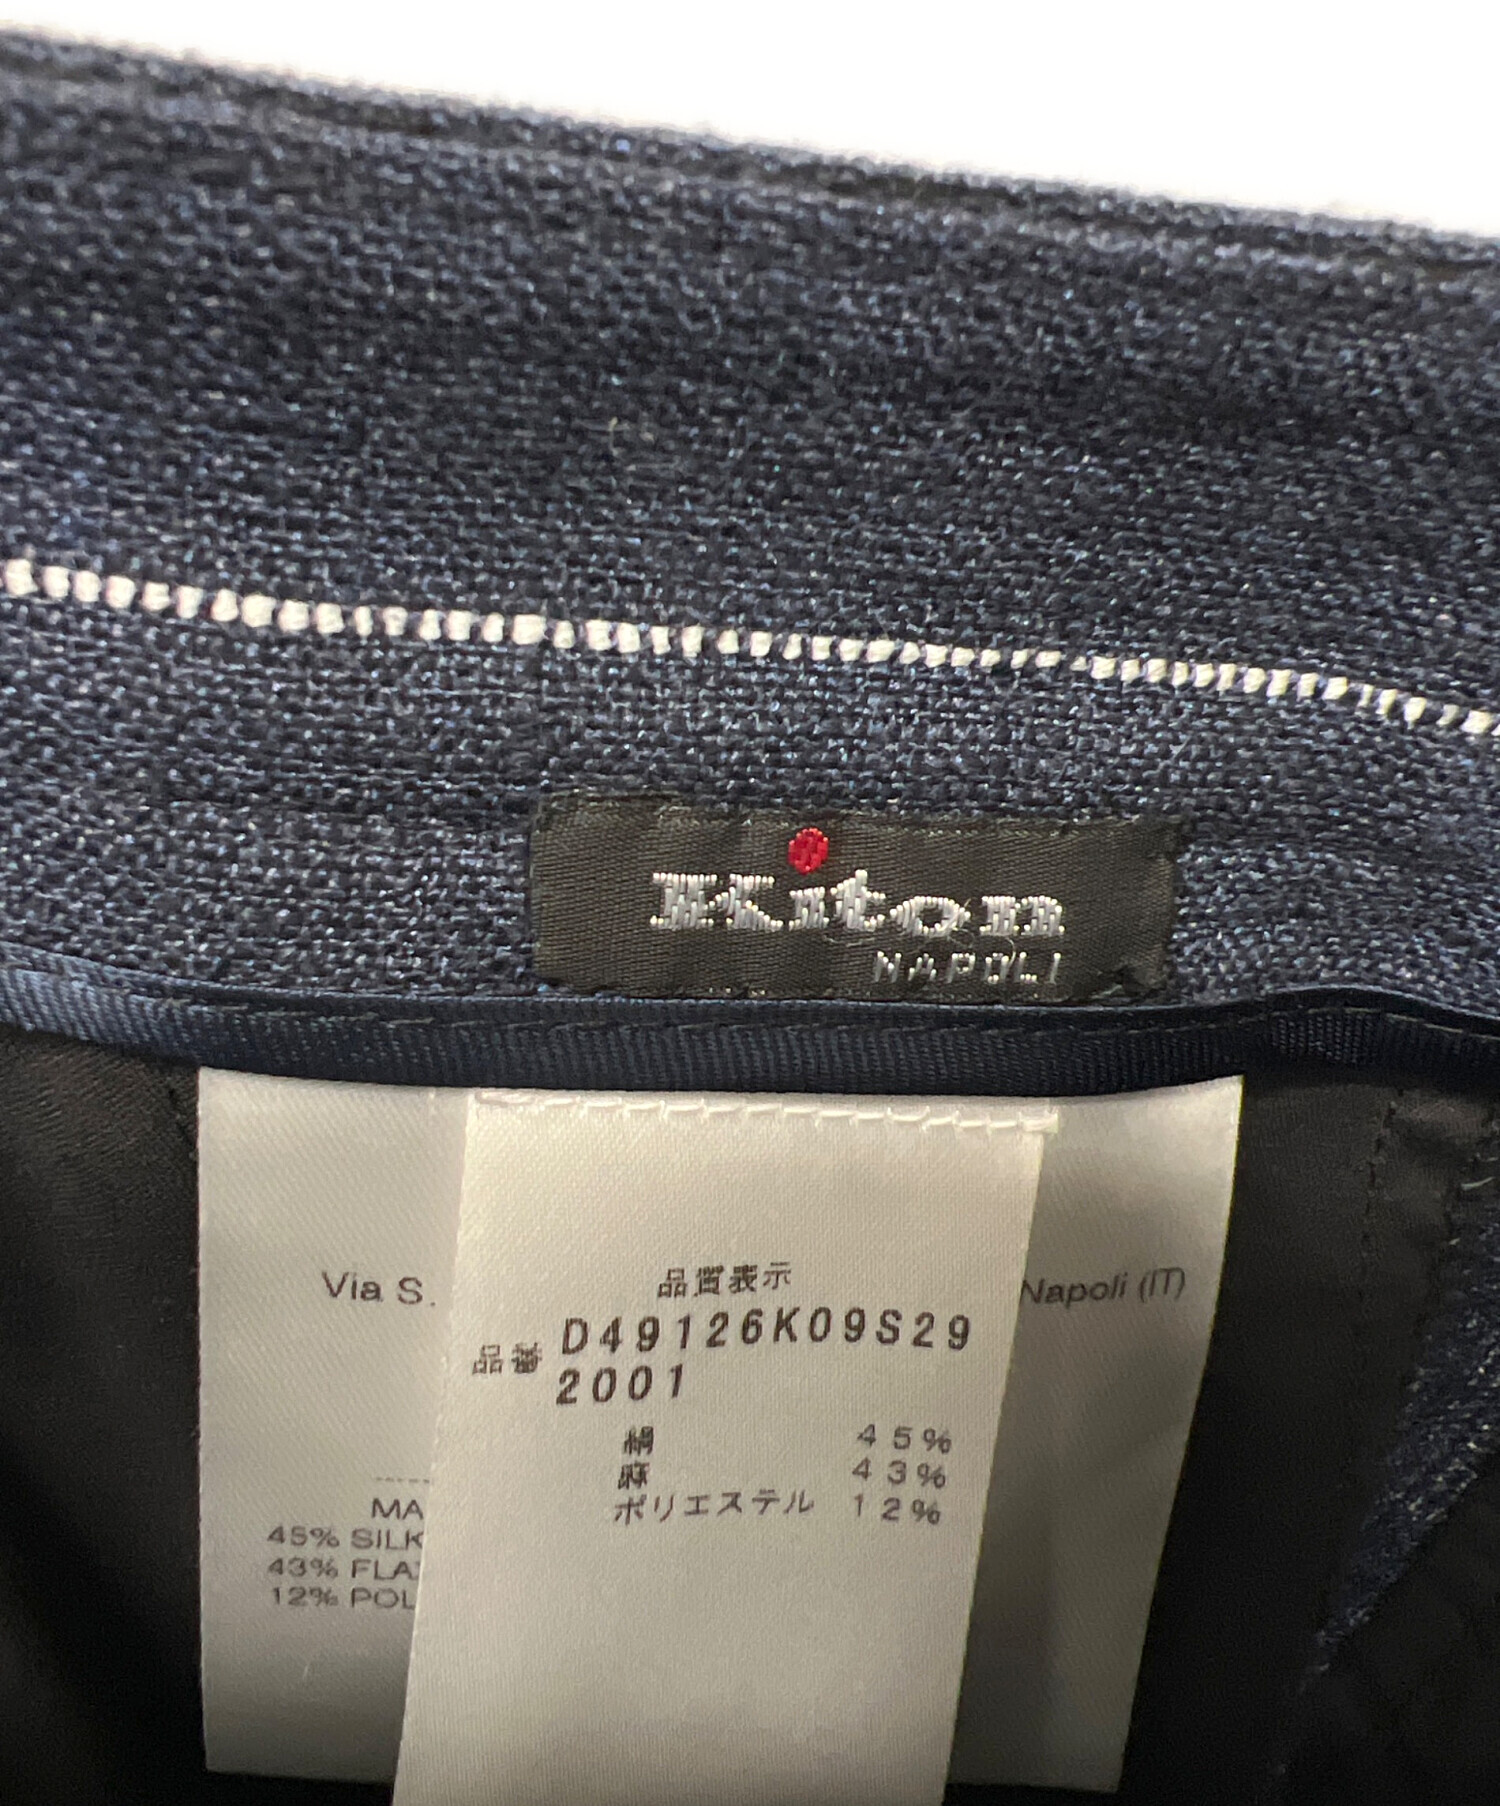 Kiton
NAPOLI
Via S.
Napoli (IT)
品質表示
品番 D49126K09S29
2001
絹 45%
麻 43%
ポリエステル 12%
MA
45% SILK
43% FLA
12% POL